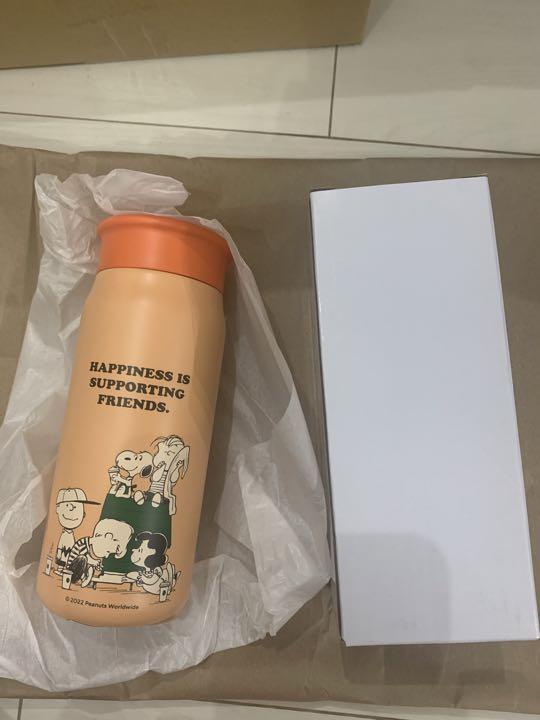 HAPPINESS IS
SUPPORTING
FRIENDS.
© 2022 Peanuts Worldwide